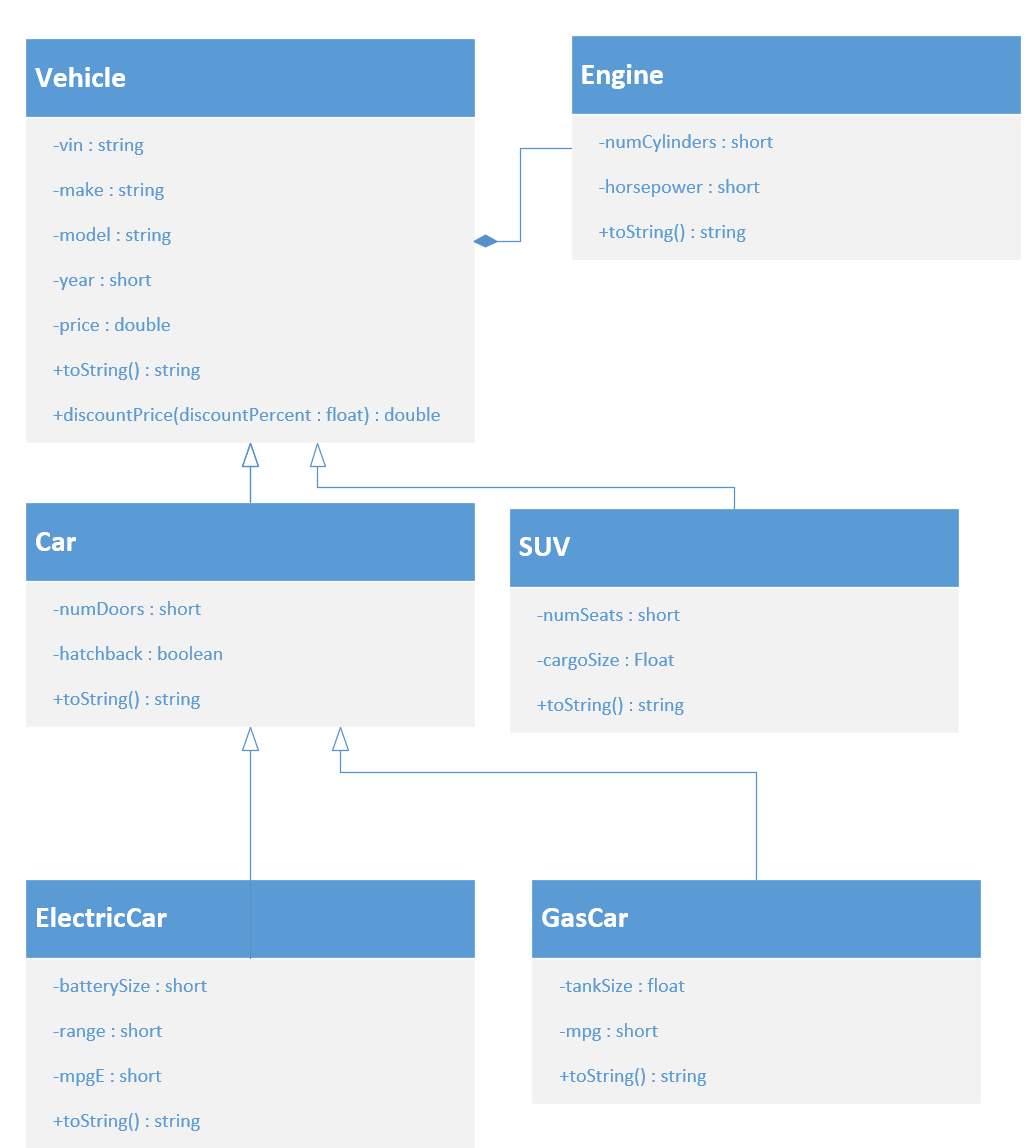 Vehicle
-vin : string
-make : string
-model : string
-year : short
-price : double
+toString() : string
+discountPrice(discountPercent : float) : double
Engine
-numCylinders : short
-horsepower : short
+toString() : string
Car
-numDoors : short
-hatchback : boolean
+toString() : string
SUV
-numSeats : short
-cargoSize : Float
+toString() : string
ElectricCar
-batterySize : short
-range : short
-mpgE : short
+toString() : string
GasCar
-tankSize : float
-mpg : short
+toString() : string